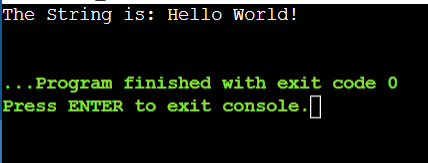 The String is: Hello World!
...Program finished with exit code 0
Press ENTER to exit console.